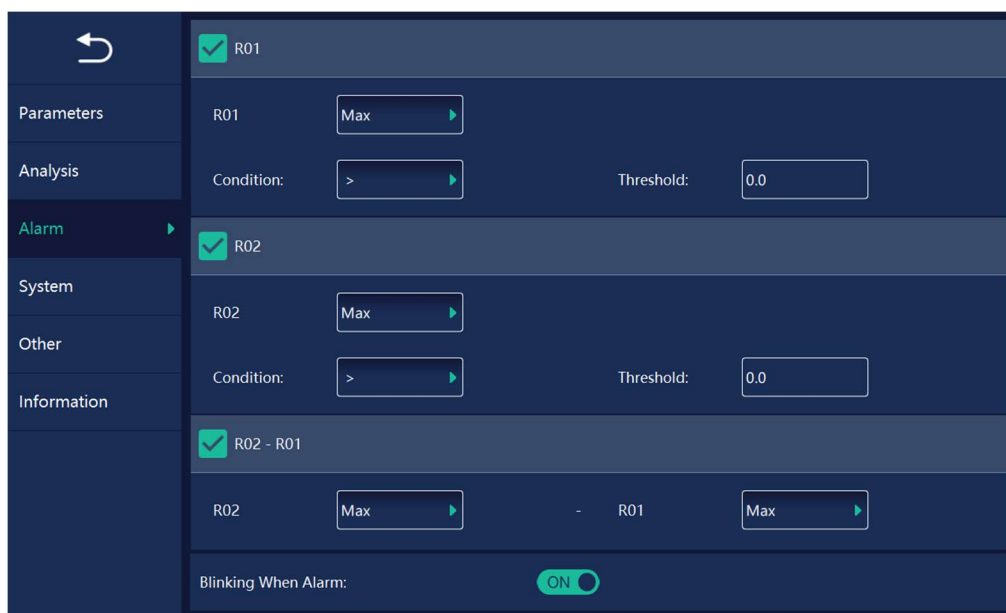 R01
Parameters
R01 Max
Analysis
Condition: > Threshold: 0.0
Alarm
R02
System
R02 Max
Other
Condition: > Threshold: 0.0
Information
R02 - R01
R02 Max - R01 Max
Blinking When Alarm: ON